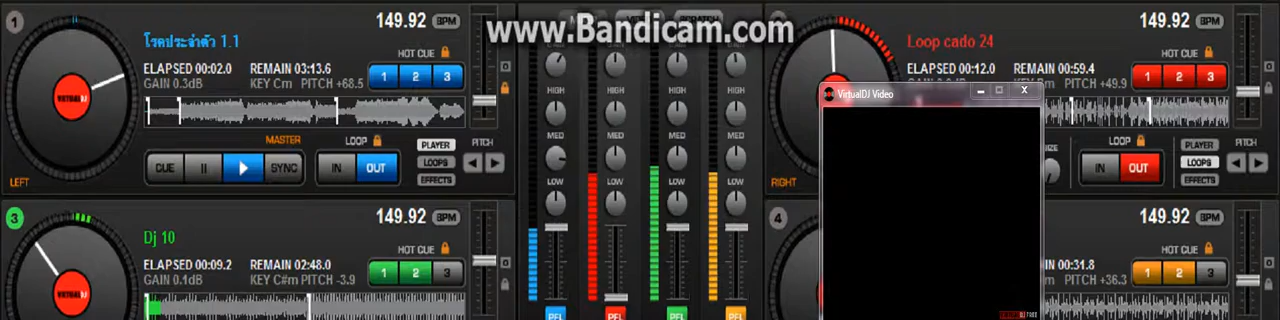 www.Bandicam.com
1
149.92 BPM
โรคประจำตัว 1.1
HOT CUE
ELAPSED 00:02.0 REMAIN 03:13.6
GAIN 0.3dB KEY Cm PITCH +68.5
1 2 3
MASTER
LOOP
PITCH
CUE
SYNC
IN OUT
PLAYER
LOOPS
EFFECTS
LEFT
3
149.92 BPM
Dj 10
HOT CUE
ELAPSED 00:09.2 REMAIN 02:48.0
GAIN 0.1dB KEY C#m PITCH -3.9
1 2 3
VIRTUALDJ
SCRATCH
HIGH HIGH
MED MED
LOW LOW
PFL PFL PFL PFL
149.92 BPM
Loop cado 24
HOT CUE
ELAPSED 00:12.0 REMAIN 00:59.4
PITCH +49.9
1 2 3
VirtualDJ Video
LOOP
PITCH
IN OUT
PLAYER
LOOPS
EFFECTS
RIGHT
4
149.92 BPM
HOT CUE
00:31.8
PITCH +36.3
1 2 3